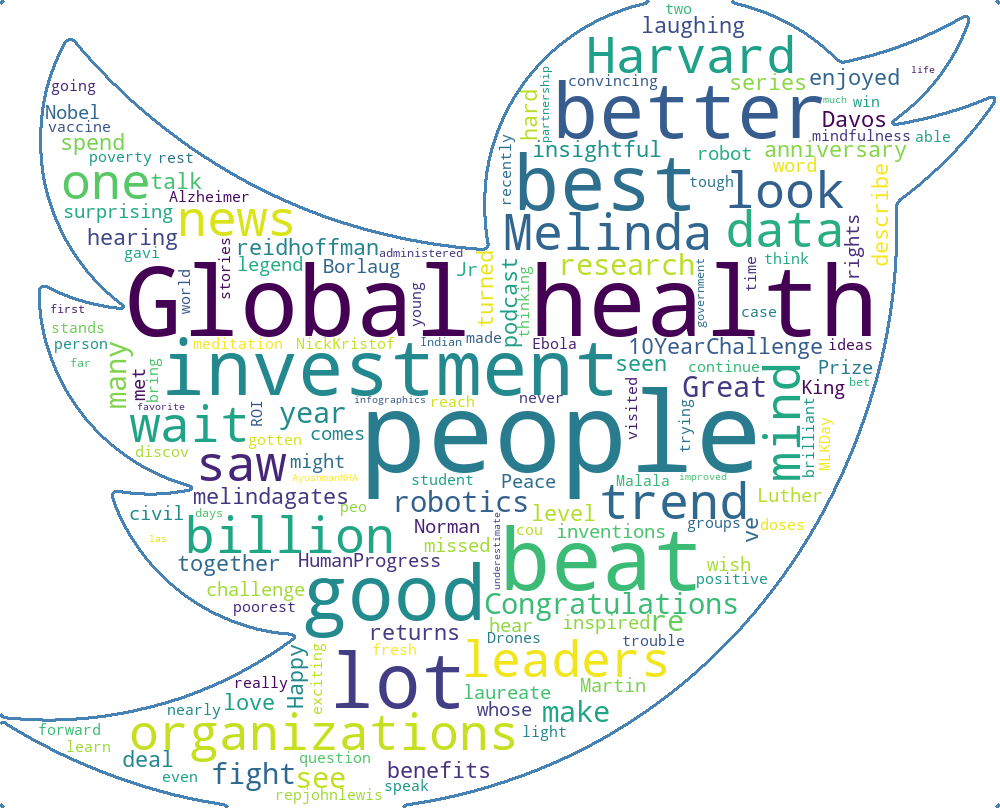 two
laughing
Harvard
going
life
convincing
series
enjoyed
better
partnership
much
win
Nobel
hard
Davos
vaccine
mindfulness
able
spend
insightful
robot
anniversary
poverty
rest
recently
word
one
talk
best
tough
look
describe
Alzheimer
surprising
news
Melinda
data
rights
hearing
reidhoffman
administered
gavi
stories
legend
Borlaug
Jr
turned
podcast
thinking
research
government
time
think
world
young
Global health
first
case
stands
person
meditation
NickKristof
Indian
made
Ebola
10YearChallenge
ideas
far
many
bring
met
investment
seen
continue
Great
mind
Prize
King
bet
favorite
ROI
year
infographics
reach
never
people
visited
trying
brilliant
MLKDay
wait
gotten
comes
discov
saw
might
AyushmanNHA
student
Peace
Malala
improved
melindagates
robotics
trend
Luther
civil
days
peo
Norman
level
groups
ve
doses
las
billion
missed
underestimate
cou
inventions
beat
together
HumanProgress
wish
positive
challenge
poorest
good
Congratulations
hear
inspired
re
returns
Drones
trouble
Happy
exciting
fresh
leaders
really
lot
laureate
Martin
nearly
love
whose
make
forward
learn
organizations
light
deal
question
even
fight
see
benefits
speak
repjohnlewis